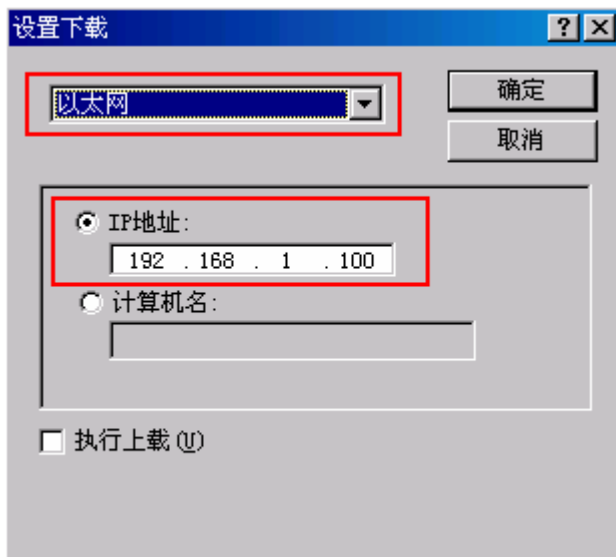 设置下载
以太网
确定
取消
IP地址:
192 . 168 . 1 . 100
计算机名:
执行上载(U)